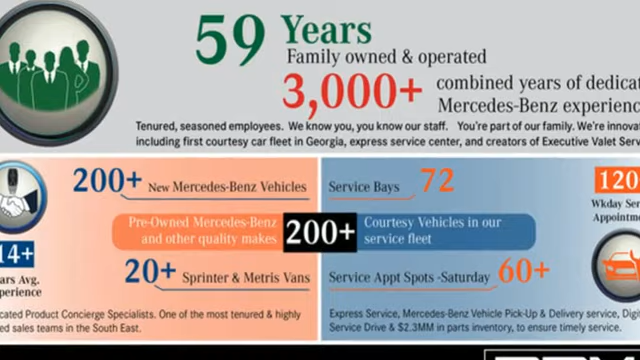 59 Years
Family owned & operated
3,000+ combined years of dedicat
Mercedes-Benz experienc
Tenured, seasoned employees. We know you, you know our staff. You're part of our family. We're innovat
including first courtesy car fleet in Georgia, express service center, and creators of Executive Valet Serv
200+ New Mercedes-Benz Vehicles
Service Bays 72
120
Wkday Ser
Appointm
Pre-Owned Mercedes-Benz
and other quality makes
200+
Courtesy Vehicles in our
service fleet
14+
ars Avg.
perience
20+ Sprinter & Metris Vans
Service Appt Spots -Saturday 60+
cated Product Concierge Specialists. One of the most tenured & highly
ed sales teams in the South East.
Express Service, Mercedes-Benz Vehicle Pick-Up & Delivery service, Digit
Service Drive & $2.3MM in parts inventory, to ensure timely service.